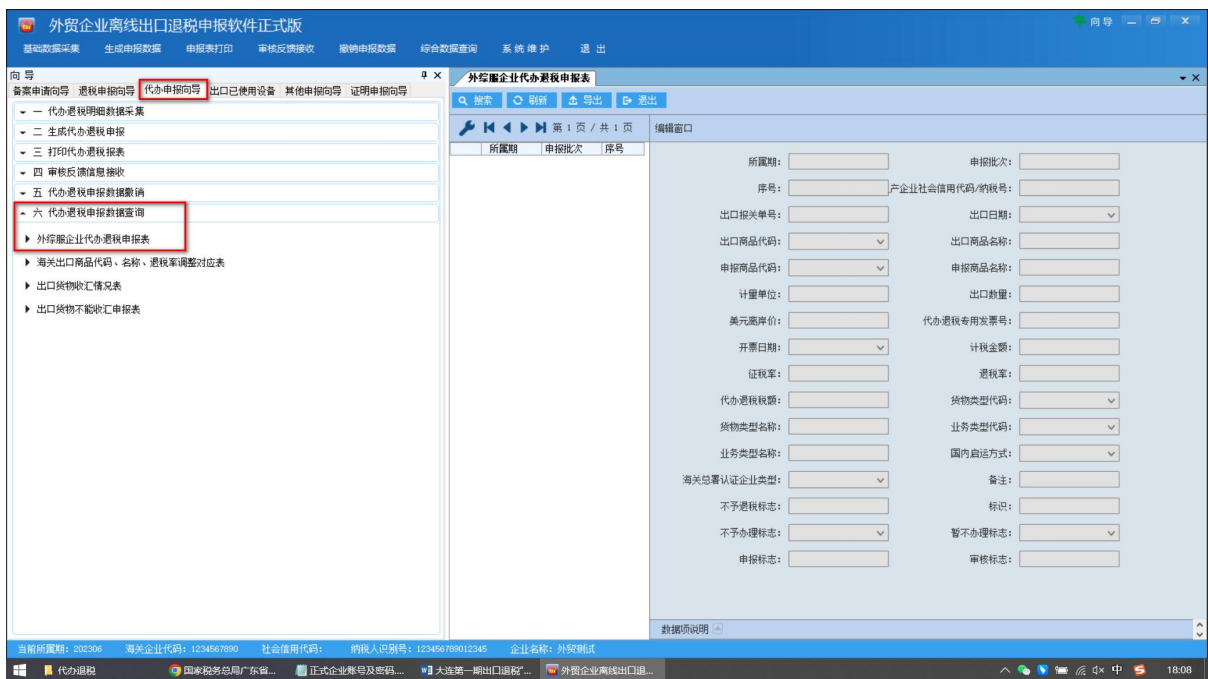 外贸企业离线出口退税申报软件正式版
向导
基础数据采集 生成申报数据 申报表打印 审核反馈接收 撤销申报数据 综合数据查询 系统维护 退出
向导
备案申请向导 退税申报向导 代办申报向导 出口已使用设备 其他申报向导 证明申报向导
一 代办退税明细数据采集
二 生成代办退税申报
三 打印代办退税报表
四 审核反馈信息接收
五 代办退税申报数据撤销
六 代办退税申报数据查询
外综服企业代办退税申报表
海关出口商品代码、名称、退税率调整对应表
出口货物收汇情况表
出口货物不能收汇申报表
外综服企业代办退税申报表
搜索 刷新 导出 退出
第 1 页 / 共 1 页
所属期 申报批次 序号
编辑窗口
所属期: 申报批次:
序号: 产企业社会信用代码/纳税号:
出口报关单号: 出口日期:
出口商品代码: 出口商品名称:
申报商品代码: 申报商品名称:
计量单位: 出口数量:
美元离岸价: 代办退税专用发票号:
开票日期: 计税金额:
征税率: 退税率:
代办退税税额: 货物类型代码:
货物类型名称: 业务类型代码:
业务类型名称: 国内启运方式:
海关总署认证企业类型: 备注:
不予退税标志: 标识:
不予办理标志: 暂不办理标志:
申报标志: 审核标志:
数据项说明
当前所属期: 202306 海关企业代码: 1234567890 社会信用代码: 纳税人识别号: 123456789012345 企业名称: 外贸测试
代办退税 国家税务总局广东省... 正式企业账号及密码.... 大连第一期出口退税"... 外贸企业离线出口退...
中 18:08